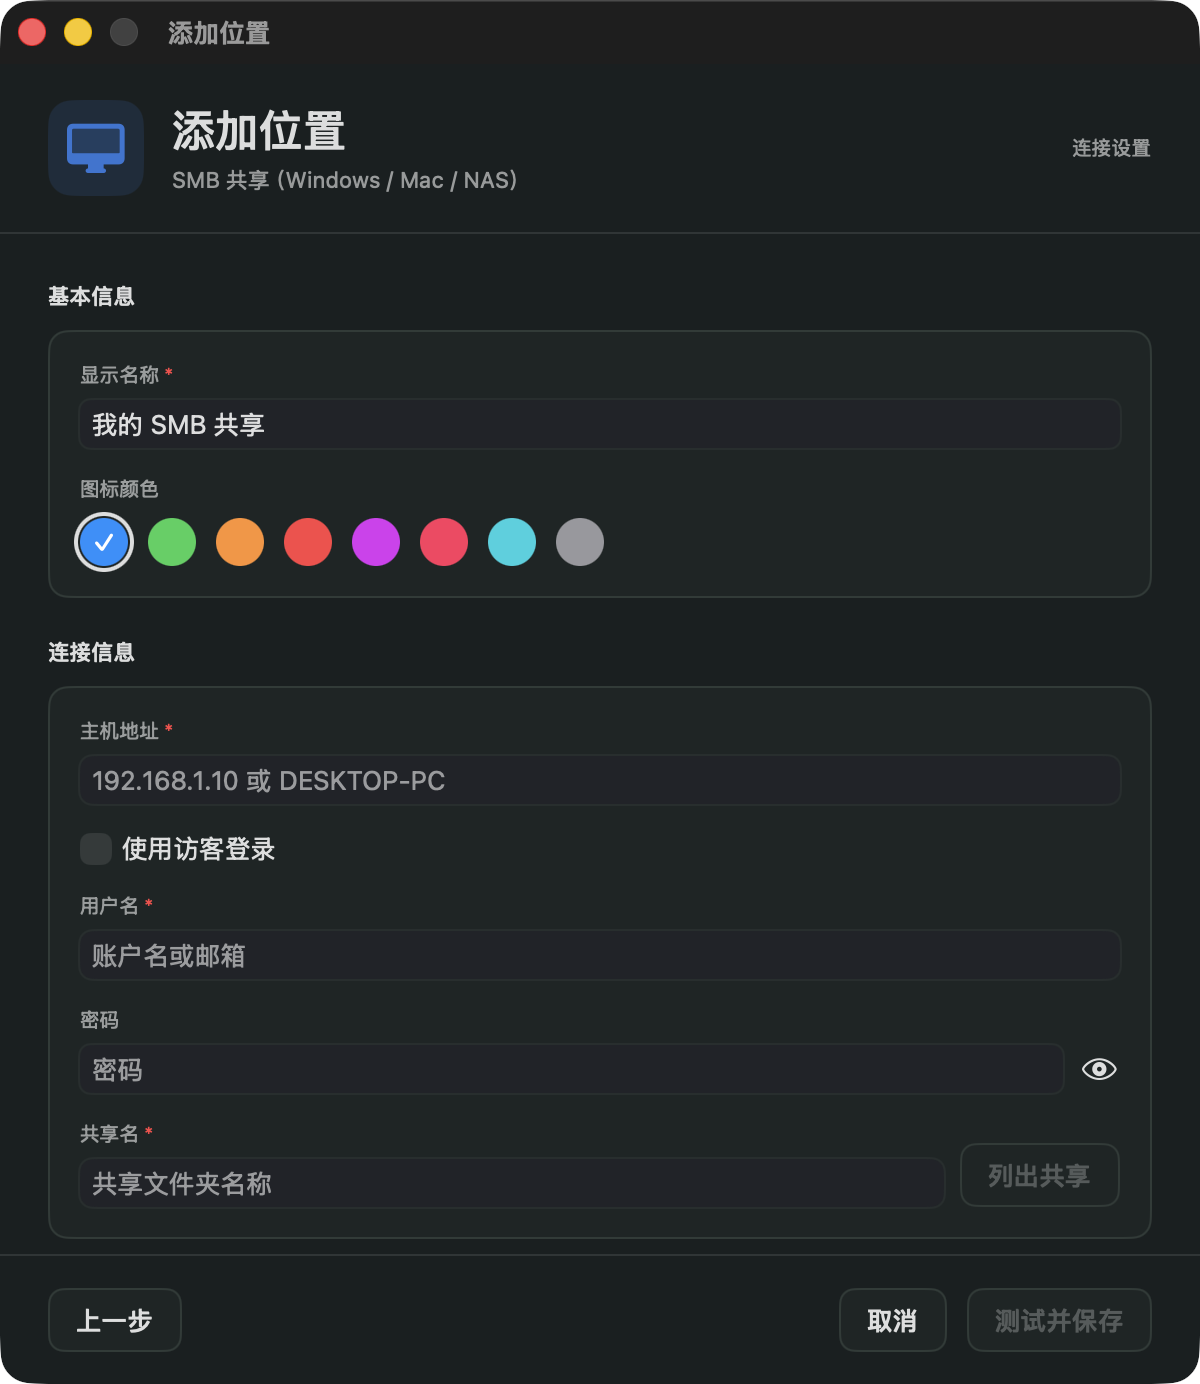 添加位置
添加位置
SMB 共享 (Windows / Mac / NAS)
连接设置
基本信息
显示名称 *
我的 SMB 共享
图标颜色
连接信息
主机地址 *
192.168.1.10 或 DESKTOP-PC
使用访客登录
用户名 *
账户名或邮箱
密码
密码
共享名 *
共享文件夹名称
列出共享
上一步
取消
测试并保存